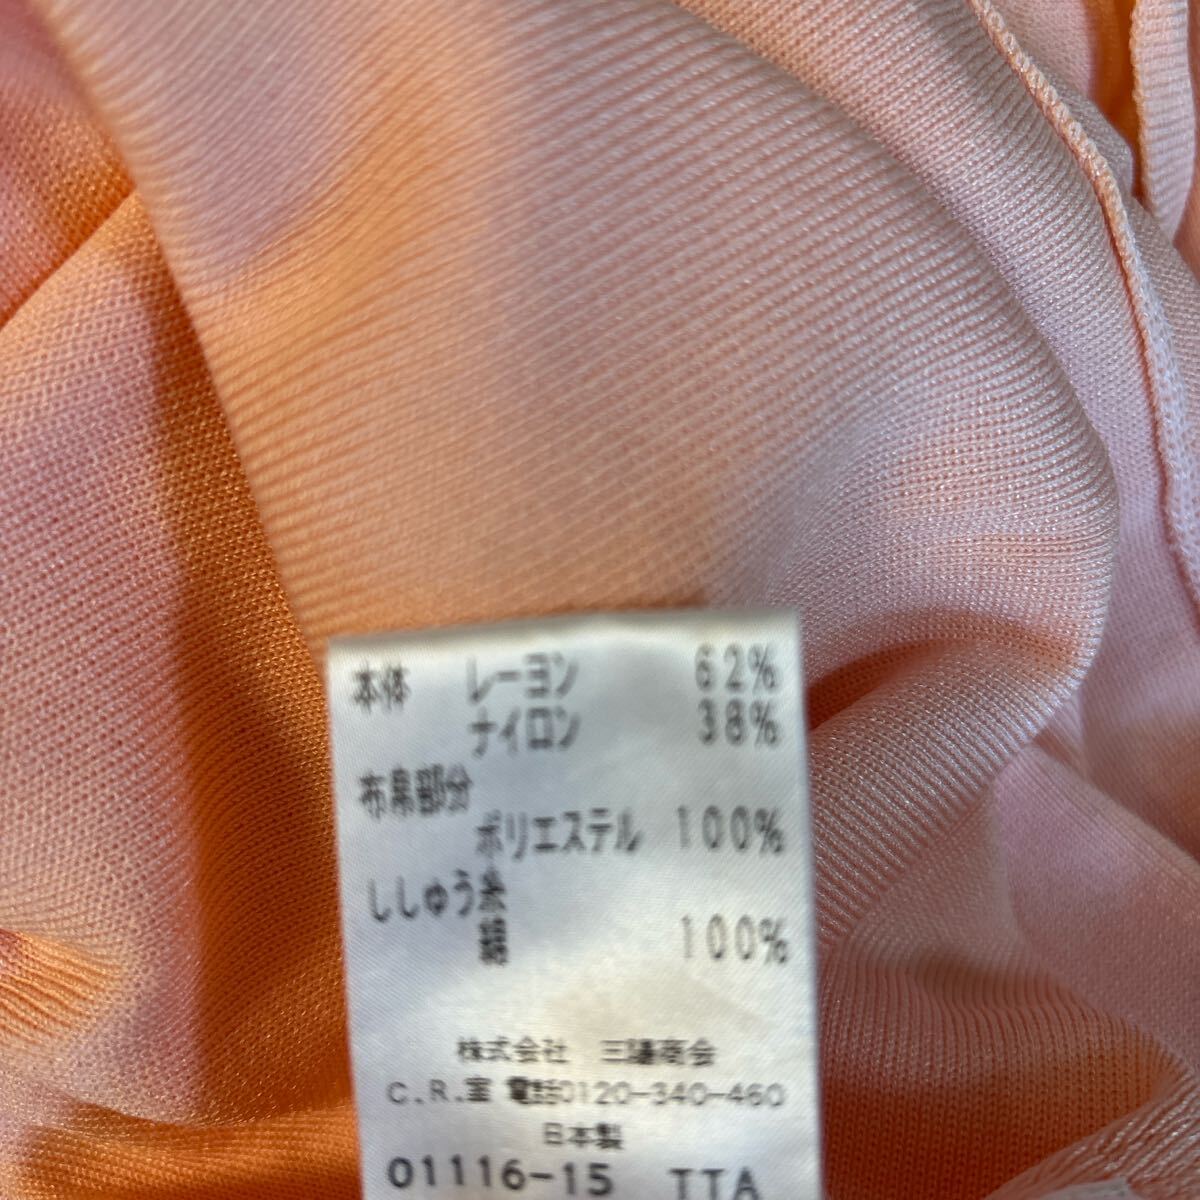 本体 レーヨン 62%
ナイロン 38%
布帛部分
ポリエステル 100%
ししゅう糸
綿 100%
株式会社 三陽商会
C.R.室 電話0120-340-460
日本製
01116-15 TTA